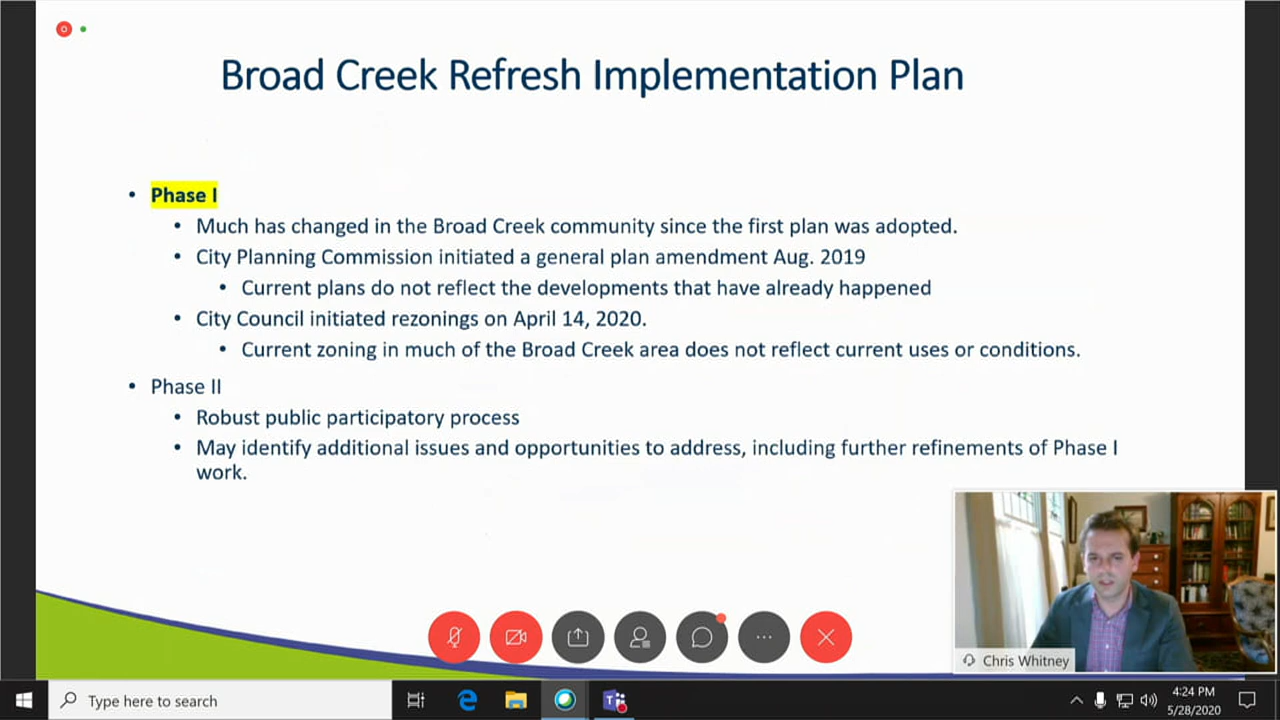 Broad Creek Refresh Implementation Plan
• Phase I
• Much has changed in the Broad Creek community since the first plan was adopted.
• City Planning Commission initiated a general plan amendment Aug. 2019
• Current plans do not reflect the developments that have already happened
• City Council initiated rezonings on April 14, 2020.
• Current zoning in much of the Broad Creek area does not reflect current uses or conditions.
• Phase II
• Robust public participatory process
• May identify additional issues and opportunities to address, including further refinements of Phase I
work.
Chris Whitney
Type here to search
4:24 PM
5/28/2020